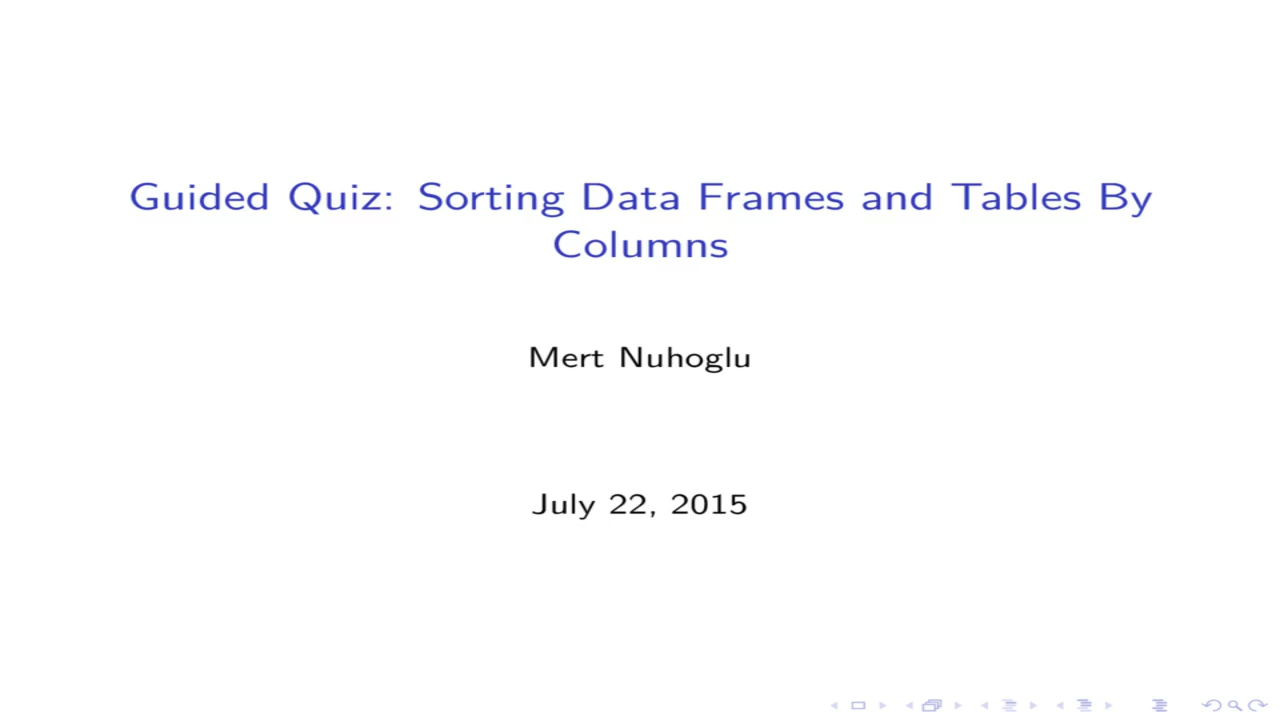 Guided Quiz: Sorting Data Frames and Tables By
Columns
Mert Nuhoglu
July 22, 2015